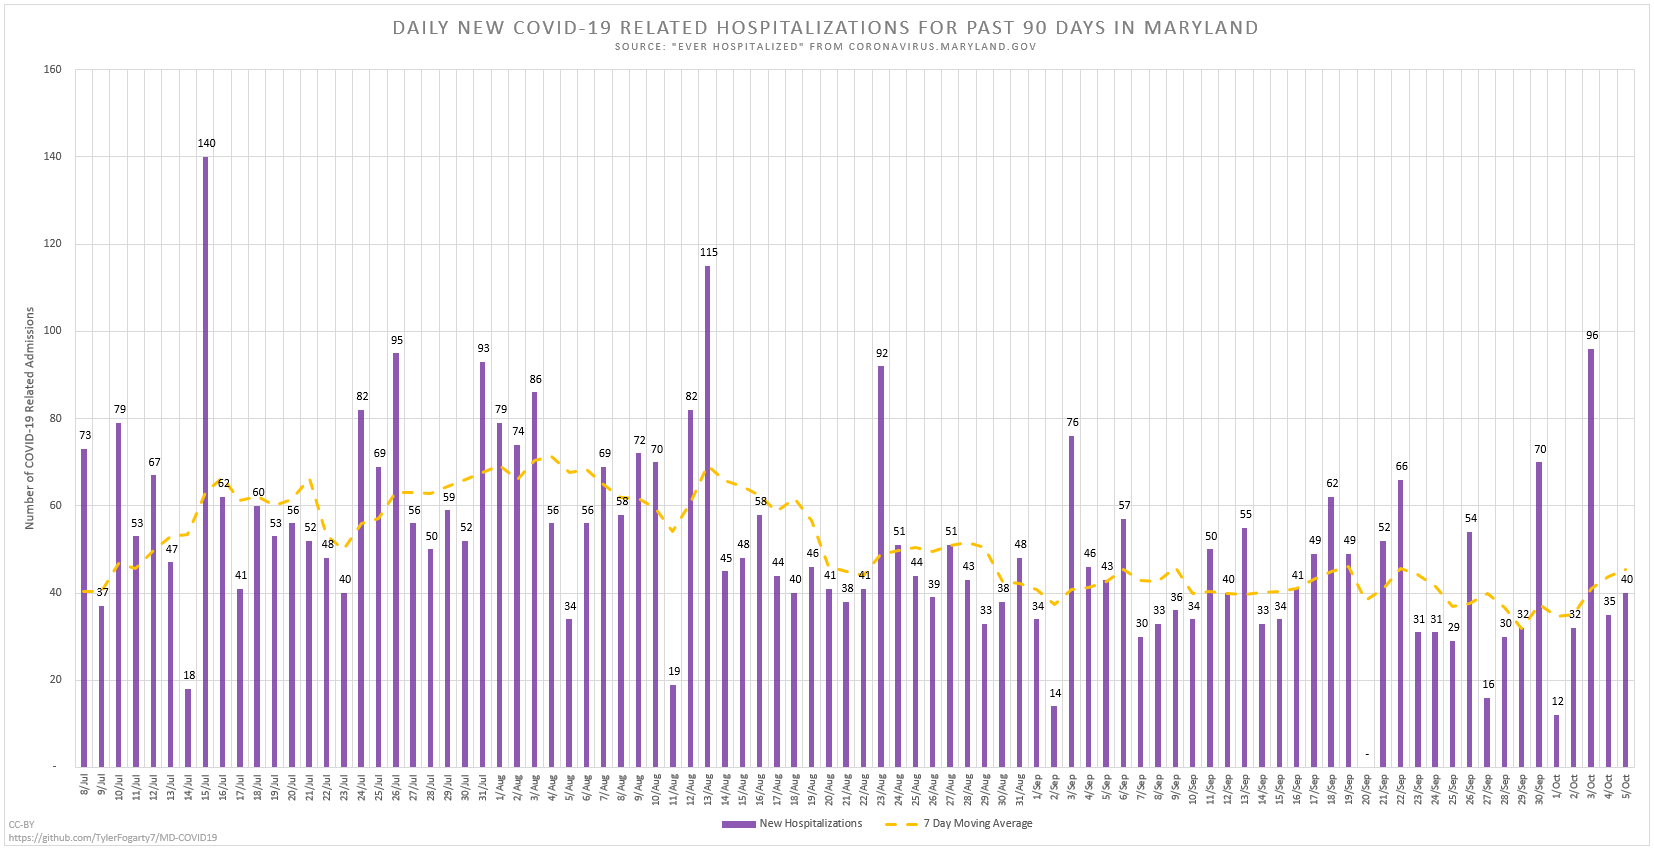 DAILY NEW COVID-19 RELATED HOSPITALIZATIONS FOR PAST 90 DAYS IN MARYLAND
SOURCE: "EVER HOSPITALIZED" FROM CORONAVIRUS.MARYLAND.GOV
Number of COVID-19 Related Admissions
160
140
120
100
80
60
40
20
-
73
37
79
53
67
47
18
140
62
41
60
53
56
52
48
40
82
69
95
56
50
59
52
93
79
74
86
56
34
56
69
58
72
70
19
82
115
45
48
58
44
40
46
41
38
41
92
51
44
39
51
43
33
38
48
34
14
76
46
43
57
30
33
36
34
50
40
55
33
34
41
49
62
49
-
52
66
31
31
29
54
16
30
32
70
12
32
96
35
40
8/Jul
9/Jul
10/Jul
11/Jul
12/Jul
13/Jul
14/Jul
15/Jul
16/Jul
17/Jul
18/Jul
19/Jul
20/Jul
21/Jul
22/Jul
23/Jul
24/Jul
25/Jul
26/Jul
27/Jul
28/Jul
29/Jul
30/Jul
31/Jul
1/Aug
2/Aug
3/Aug
4/Aug
5/Aug
6/Aug
7/Aug
8/Aug
9/Aug
10/Aug
11/Aug
12/Aug
13/Aug
14/Aug
15/Aug
16/Aug
17/Aug
18/Aug
19/Aug
20/Aug
21/Aug
22/Aug
23/Aug
24/Aug
25/Aug
26/Aug
27/Aug
28/Aug
29/Aug
30/Aug
31/Aug
1/Sep
2/Sep
3/Sep
4/Sep
5/Sep
6/Sep
7/Sep
8/Sep
9/Sep
10/Sep
11/Sep
12/Sep
13/Sep
14/Sep
15/Sep
16/Sep
17/Sep
18/Sep
19/Sep
20/Sep
21/Sep
22/Sep
23/Sep
24/Sep
25/Sep
26/Sep
27/Sep
28/Sep
29/Sep
30/Sep
1/Oct
2/Oct
3/Oct
4/Oct
5/Oct
New Hospitalizations
7 Day Moving Average
CC-BY
https://github.com/TylerFogarty7/MD-COVID19